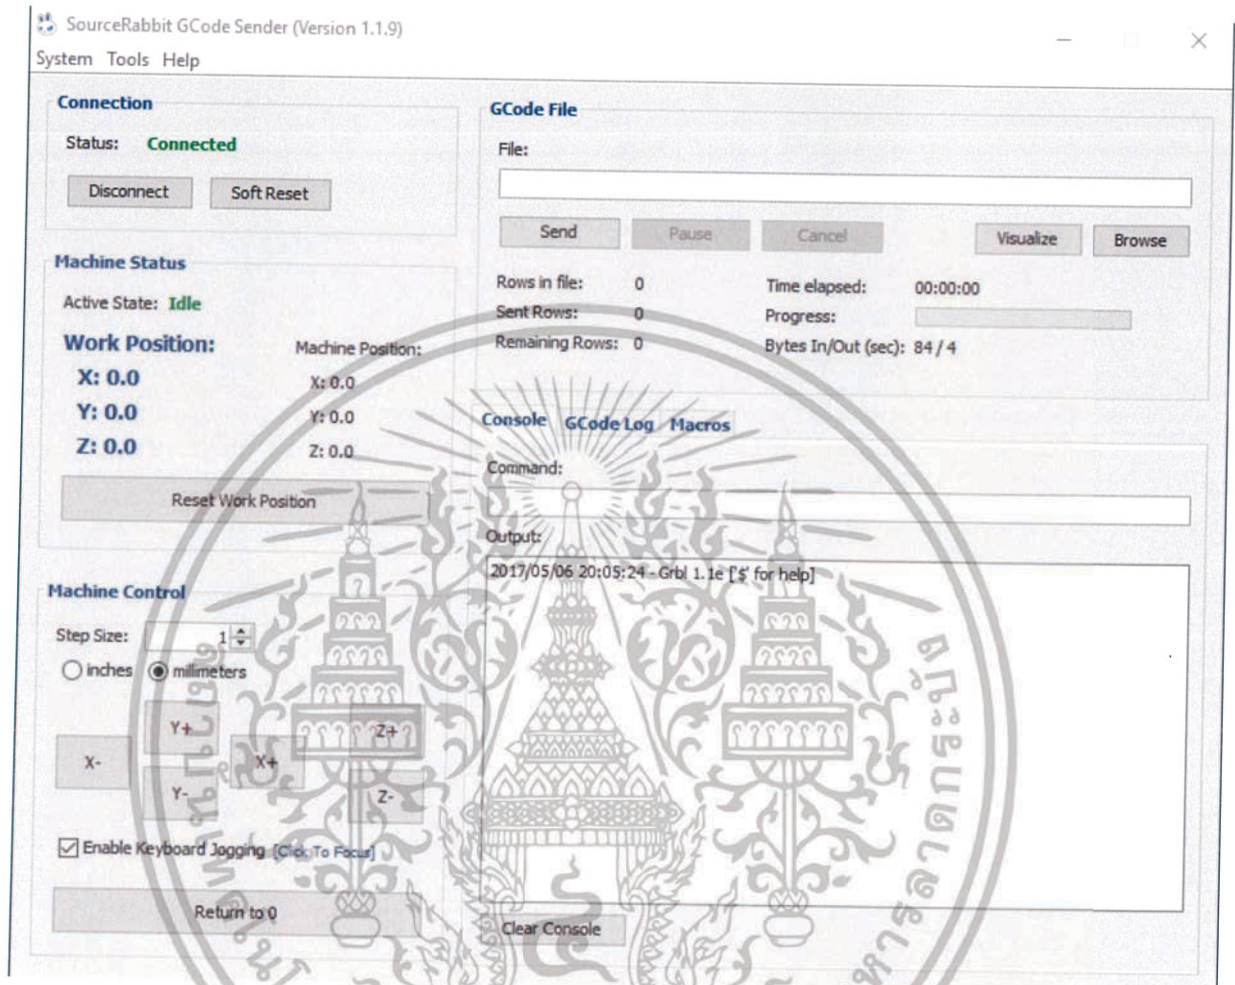 SourceRabbit GCode Sender (Version 1.1.9)
System Tools Help
Connection
Status: Connected
Disconnect Soft Reset
Machine Status
Active State: Idle
Work Position: Machine Position:
X: 0.0 X: 0.0
Y: 0.0 Y: 0.0
Z: 0.0 Z: 0.0
Reset Work Position
Machine Control
Step Size: 1
inches millimeters
Y+ Z+
X- X+
Y- Z-
Enable Keyboard Jogging [Click To Focus]
Return to 0
GCode File
File:
Send Pause Cancel Visualize Browse
Rows in file: 0 Time elapsed: 00:00:00
Sent Rows: 0 Progress:
Remaining Rows: 0 Bytes In/Out (sec): 84 / 4
Console GCode Log Macros
Command:
Output:
2017/05/06 20:05:24 - Grbl 1.1e ['$' for help]
Clear Console